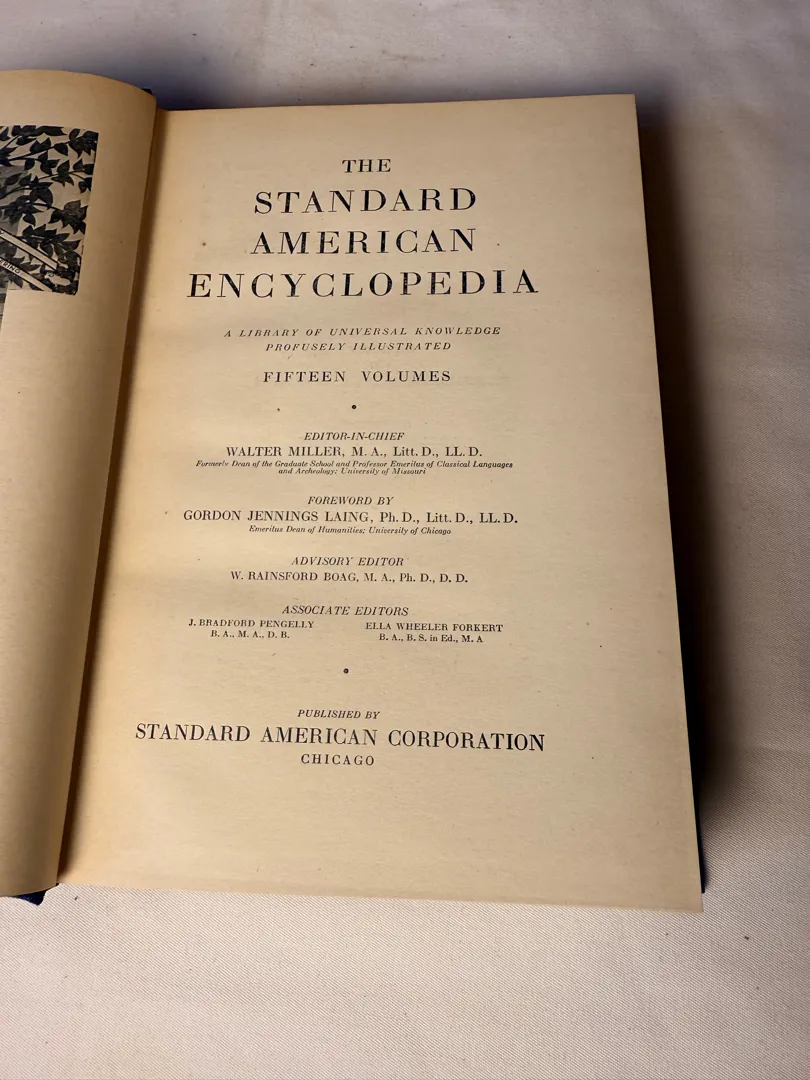 THE
STANDARD
AMERICAN
ENCYCLOPEDIA
A LIBRARY OF UNIVERSAL KNOWLEDGE
PROFUSELY ILLUSTRATED
FIFTEEN VOLUMES
EDITOR-IN-CHIEF
WALTER MILLER, M. A., Litt. D., LL. D.
Formerly Dean of the Graduate School and Professor Emeritus of Classical Languages
and Archeology; University of Missouri
FOREWORD BY
GORDON JENNINGS LAING, Ph. D., Litt. D., LL. D.
Emeritus Dean of Humanities; University of Chicago
ADVISORY EDITOR
W. RAINSFORD BOAG, M. A., Ph. D., D. D.
ASSOCIATE EDITORS
J. BRADFORD PENGELLY
B. A., M. A., D. B.
ELLA WHEELER FORKERT
B. A., B. S. in Ed., M. A
PUBLISHED BY
STANDARD AMERICAN CORPORATION
CHICAGO